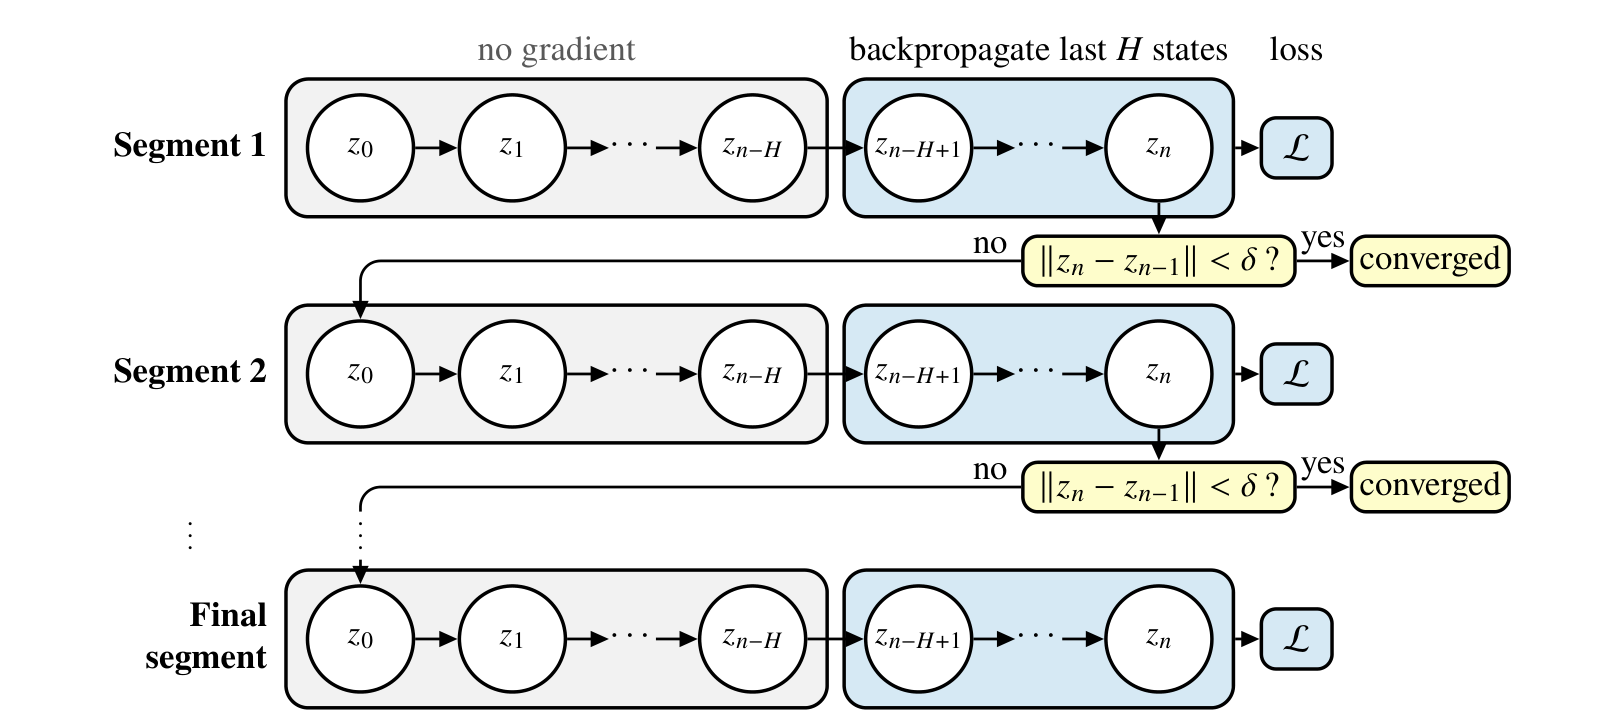 no gradient backpropagate last H states loss
Segment 1 z₀ z₁ ··· zₙ₋H zₙ₋H₊₁ ··· zₙ ℒ
no ‖zₙ − zₙ₋₁‖ < δ ? yes converged
Segment 2 z₀ z₁ ··· zₙ₋H zₙ₋H₊₁ ··· zₙ ℒ
no ‖zₙ − zₙ₋₁‖ < δ ? yes converged
⋮ ⋮
Final
segment z₀ z₁ ··· zₙ₋H zₙ₋H₊₁ ··· zₙ ℒ